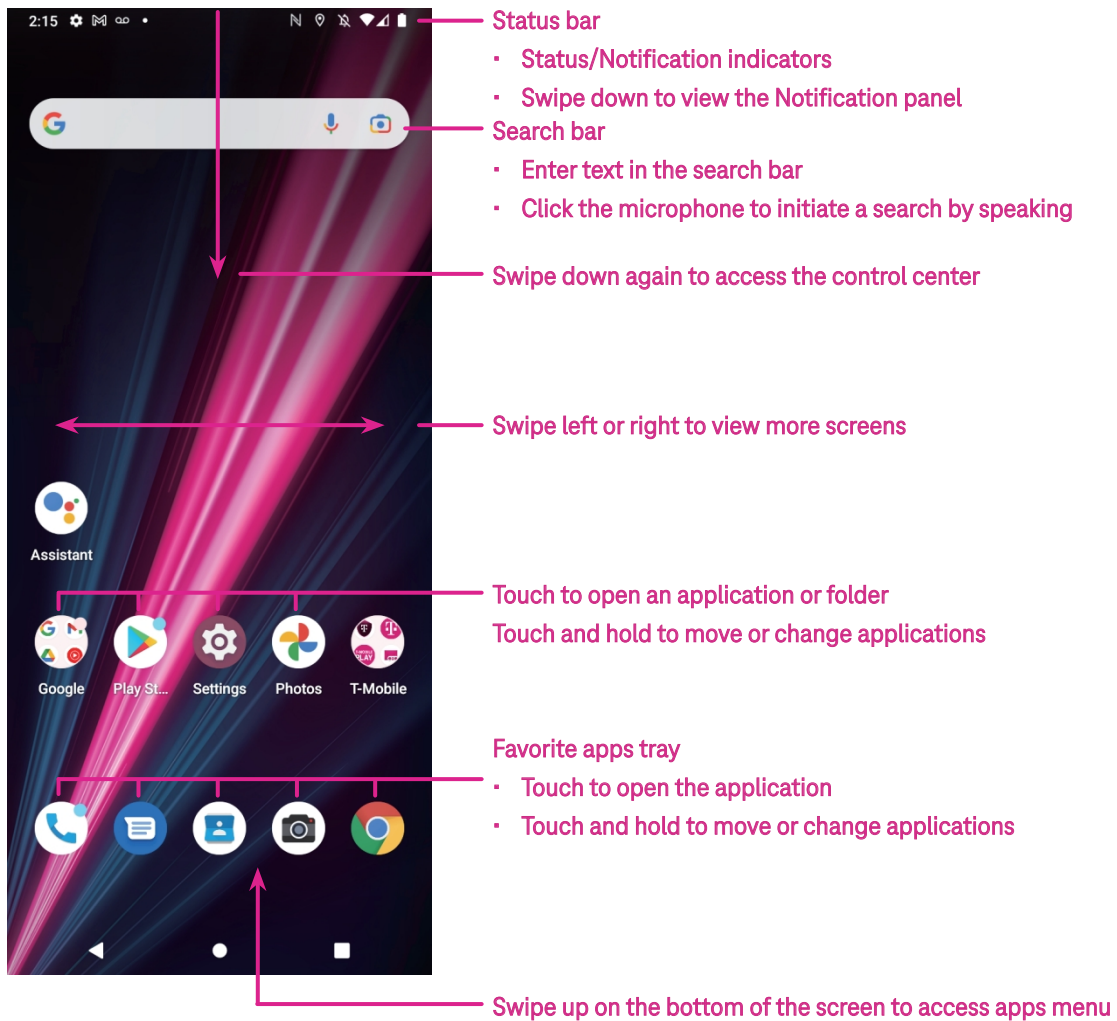 2:15
Status bar
▪ Status/Notification indicators
▪ Swipe down to view the Notification panel
Search bar
▪ Enter text in the search bar
▪ Click the microphone to initiate a search by speaking
Swipe down again to access the control center
Swipe left or right to view more screens
Assistant
Touch to open an application or folder
Touch and hold to move or change applications
Google Play St... Settings Photos T-Mobile
Favorite apps tray
▪ Touch to open the application
▪ Touch and hold to move or change applications
Swipe up on the bottom of the screen to access apps menu